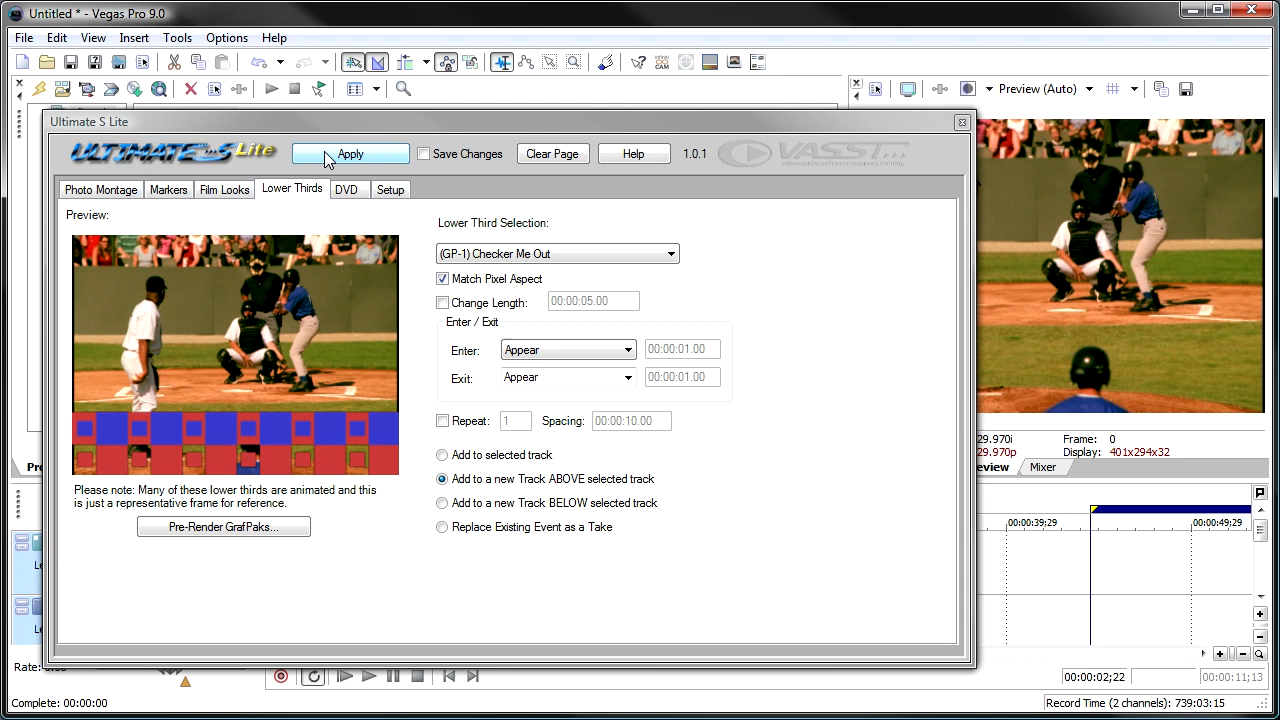 Untitled * - Vegas Pro 9.0
File Edit View Insert Tools Options Help
Preview (Auto)
Ultimate S Lite
ULTIMATE S Lite
Apply
Save Changes
Clear Page
Help
1.0.1
VASST...
Photo Montage Markers Film Looks Lower Thirds DVD Setup
Preview:
Lower Third Selection:
(GP-1) Checker Me Out
Match Pixel Aspect
Change Length: 00:00:05.00
Enter / Exit
Enter: Appear 00:00:01.00
Exit: Appear 00:00:01.00
Repeat: 1 Spacing: 00:00:10.00
Add to selected track
Add to a new Track ABOVE selected track
Add to a new Track BELOW selected track
Replace Existing Event as a Take
Please note: Many of these lower thirds are animated and this
is just a representative frame for reference.
Pre-Render GrafPaks...
29.970i Frame: 0
29.970p Display: 401x294x32
Pro
eview Mixer
00:00:39;29 00:00:49;29
Le
Le
Rate:
00:00:02;22 00:00:11;13
Complete: 00:00:00
Record Time (2 channels): 739:03:15